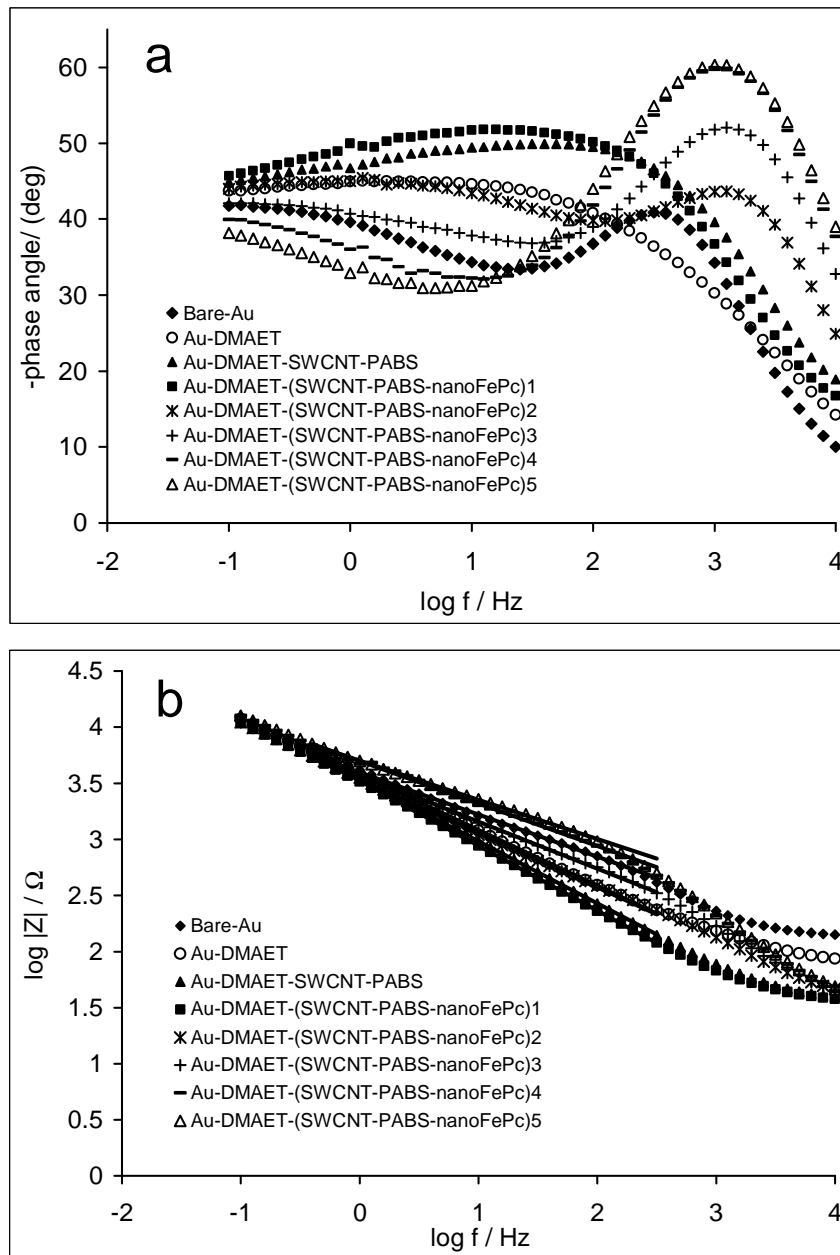 a
60
50
40
30
20
10
0
-phase angle/ (deg)
Bare-Au
Au-DMAET
Au-DMAET-SWCNT-PABS
Au-DMAET-(SWCNT-PABS-nanoFePc)1
Au-DMAET-(SWCNT-PABS-nanoFePc)2
Au-DMAET-(SWCNT-PABS-nanoFePc)3
Au-DMAET-(SWCNT-PABS-nanoFePc)4
Au-DMAET-(SWCNT-PABS-nanoFePc)5
-2 -1 0 1 2 3 4
log f / Hz
b
4.5
4
3.5
3
2.5
2
1.5
1
0.5
0
log |Z| / Ω
Bare-Au
Au-DMAET
Au-DMAET-SWCNT-PABS
Au-DMAET-(SWCNT-PABS-nanoFePc)1
Au-DMAET-(SWCNT-PABS-nanoFePc)2
Au-DMAET-(SWCNT-PABS-nanoFePc)3
Au-DMAET-(SWCNT-PABS-nanoFePc)4
Au-DMAET-(SWCNT-PABS-nanoFePc)5
-2 -1 0 1 2 3 4
log f / Hz